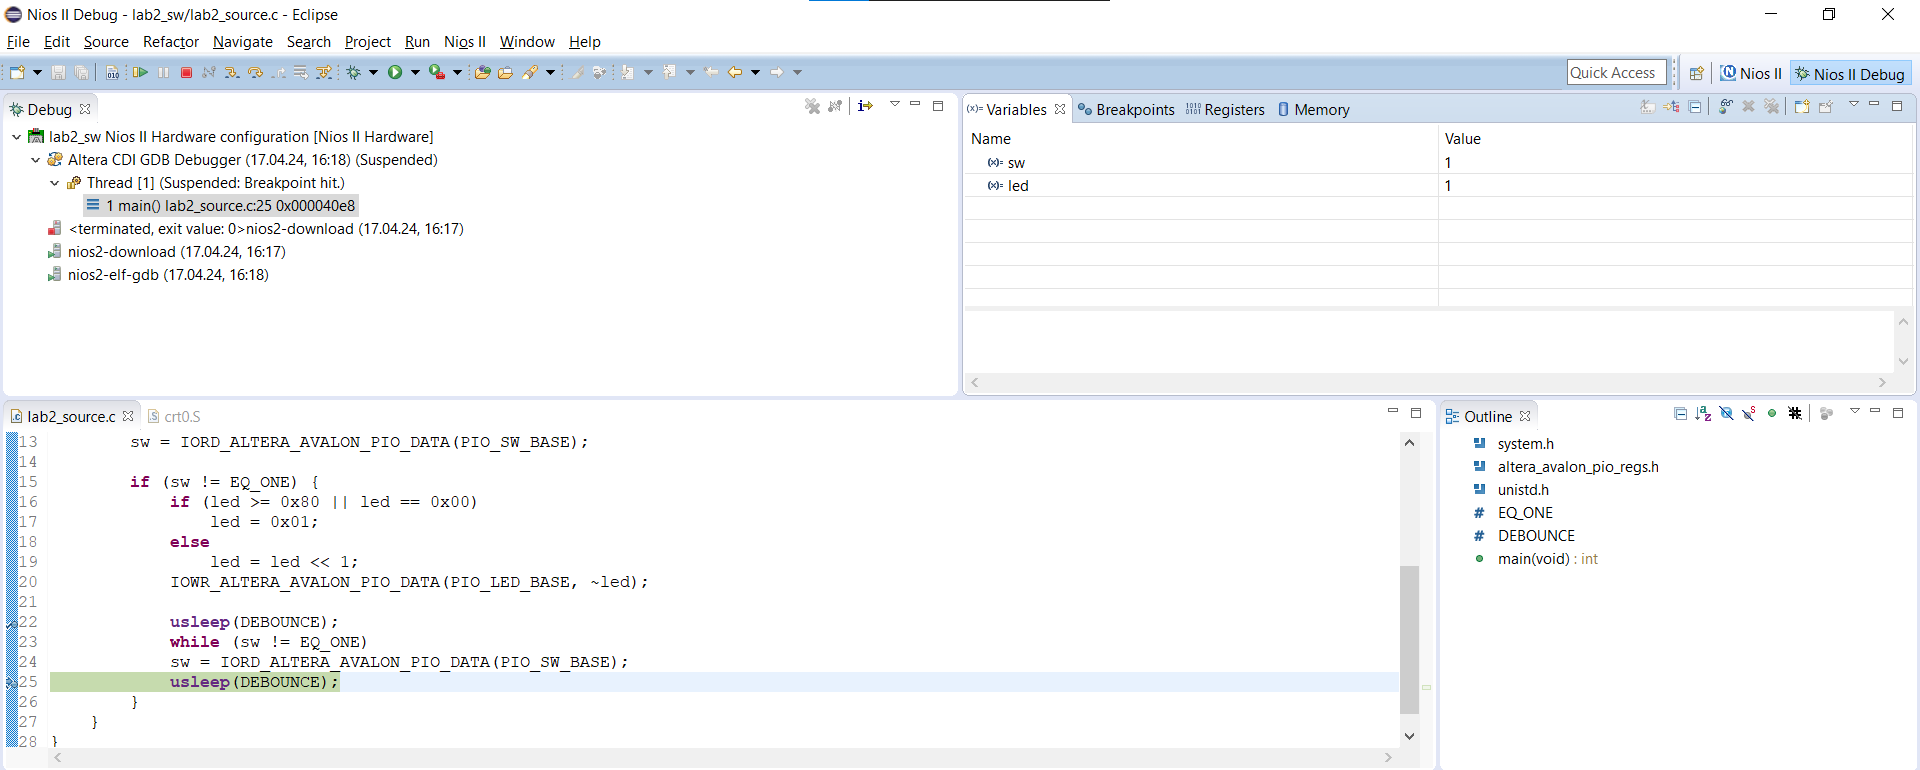 Nios II Debug - lab2_sw/lab2_source.c - Eclipse
File Edit Source Refactor Navigate Search Project Run Nios II Window Help
Quick Access
Nios II
Nios II Debug
Debug
lab2_sw Nios II Hardware configuration [Nios II Hardware]
Altera CDI GDB Debugger (17.04.24, 16:18) (Suspended)
Thread [1] (Suspended: Breakpoint hit.)
1 main() lab2_source.c:25 0x000040e8
<terminated, exit value: 0>nios2-download (17.04.24, 16:17)
nios2-download (17.04.24, 16:17)
nios2-elf-gdb (17.04.24, 16:18)
(x)= Variables Breakpoints Registers Memory
Name Value
(x)= sw 1
(x)= led 1
lab2_source.c crt0.S
13 sw = IORD_ALTERA_AVALON_PIO_DATA(PIO_SW_BASE);
14
15 if (sw != EQ_ONE) {
16 if (led >= 0x80 || led == 0x00)
17 led = 0x01;
18 else
19 led = led << 1;
20 IOWR_ALTERA_AVALON_PIO_DATA(PIO_LED_BASE, ~led);
21
22 usleep(DEBOUNCE);
23 while (sw != EQ_ONE)
24 sw = IORD_ALTERA_AVALON_PIO_DATA(PIO_SW_BASE);
25 usleep(DEBOUNCE);
26 }
27 }
28 }
Outline
system.h
altera_avalon_pio_regs.h
unistd.h
# EQ_ONE
# DEBOUNCE
main(void) : int